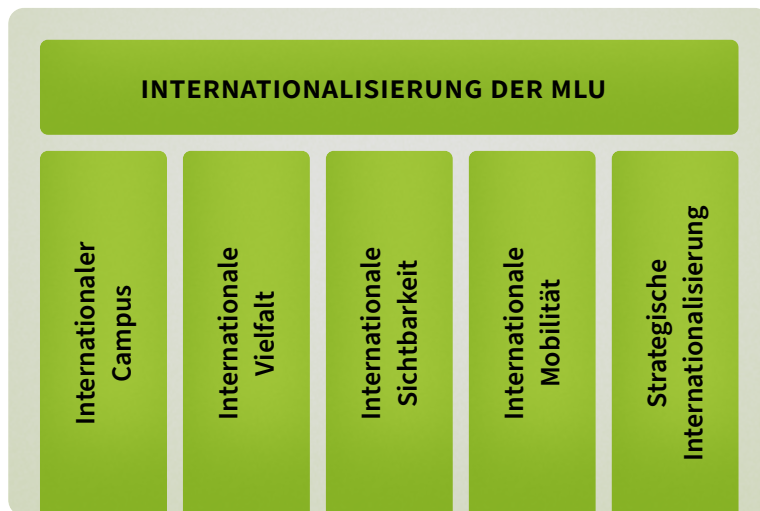 INTERNATIONALISIERUNG DER MLU
Internationaler
Campus
Internationale
Vielfalt
Internationale
Sichtbarkeit
Internationale
Mobilität
Strategische
Internationalisierung